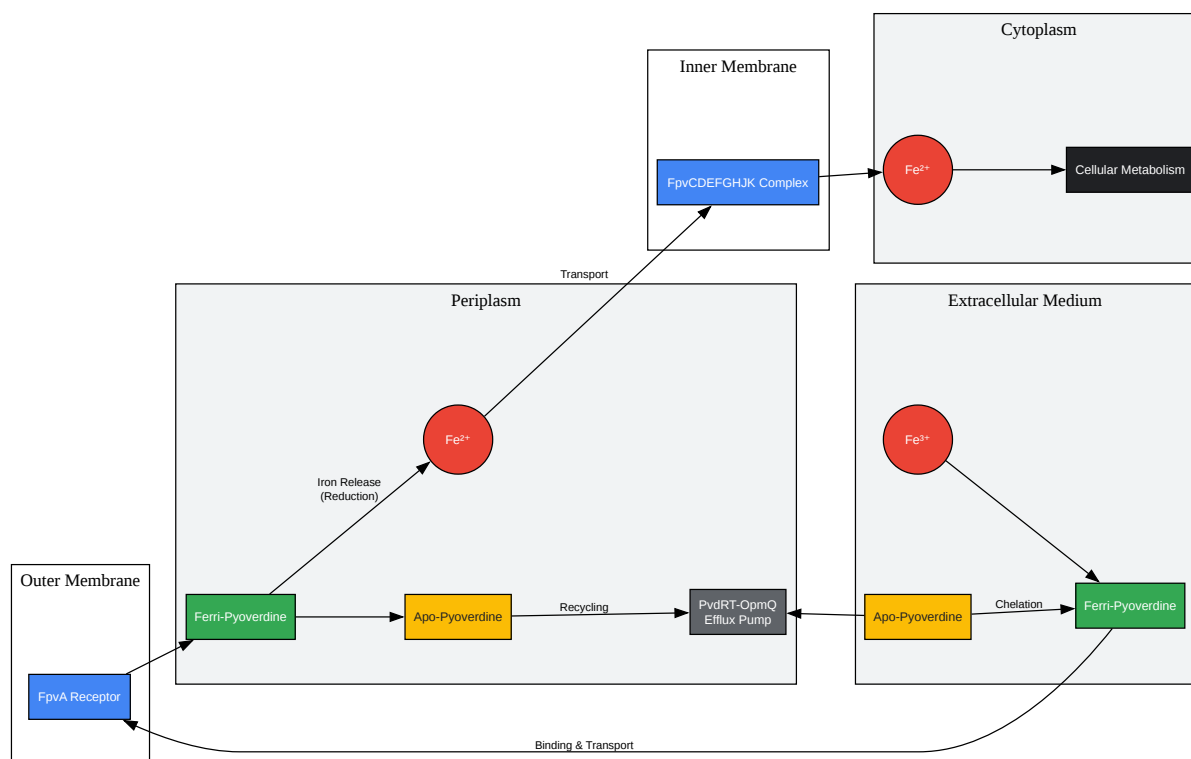 Cytoplasm
Inner Membrane
Fe²⁺
Cellular Metabolism
FpvCDEFGHJK Complex
Transport
Periplasm
Extracellular Medium
Fe²⁺
Fe³⁺
Iron Release
(Reduction)
Outer Membrane
Ferri-Pyoverdine
Apo-Pyoverdine
Recycling
PvdRT-OpmQ
Efflux Pump
Apo-Pyoverdine
Chelation
Ferri-Pyoverdine
FpvA Receptor
Binding & Transport